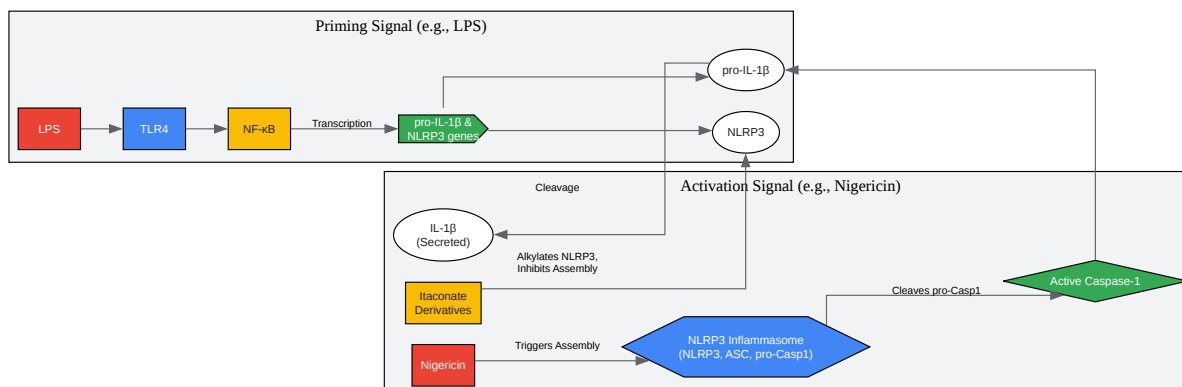 Priming Signal (e.g., LPS)
pro-IL-1β
LPS
TLR4
NF-κB
Transcription
pro-IL-1β &
NLRP3 genes
NLRP3
Activation Signal (e.g., Nigericin)
Cleavage
IL-1β
(Secreted)
Alkylates NLRP3,
Inhibits Assembly
Itaconate
Derivatives
Cleaves pro-Casp1
Active Caspase-1
Nigericin
Triggers Assembly
NLRP3 Inflammasome
(NLRP3, ASC, pro-Casp1)